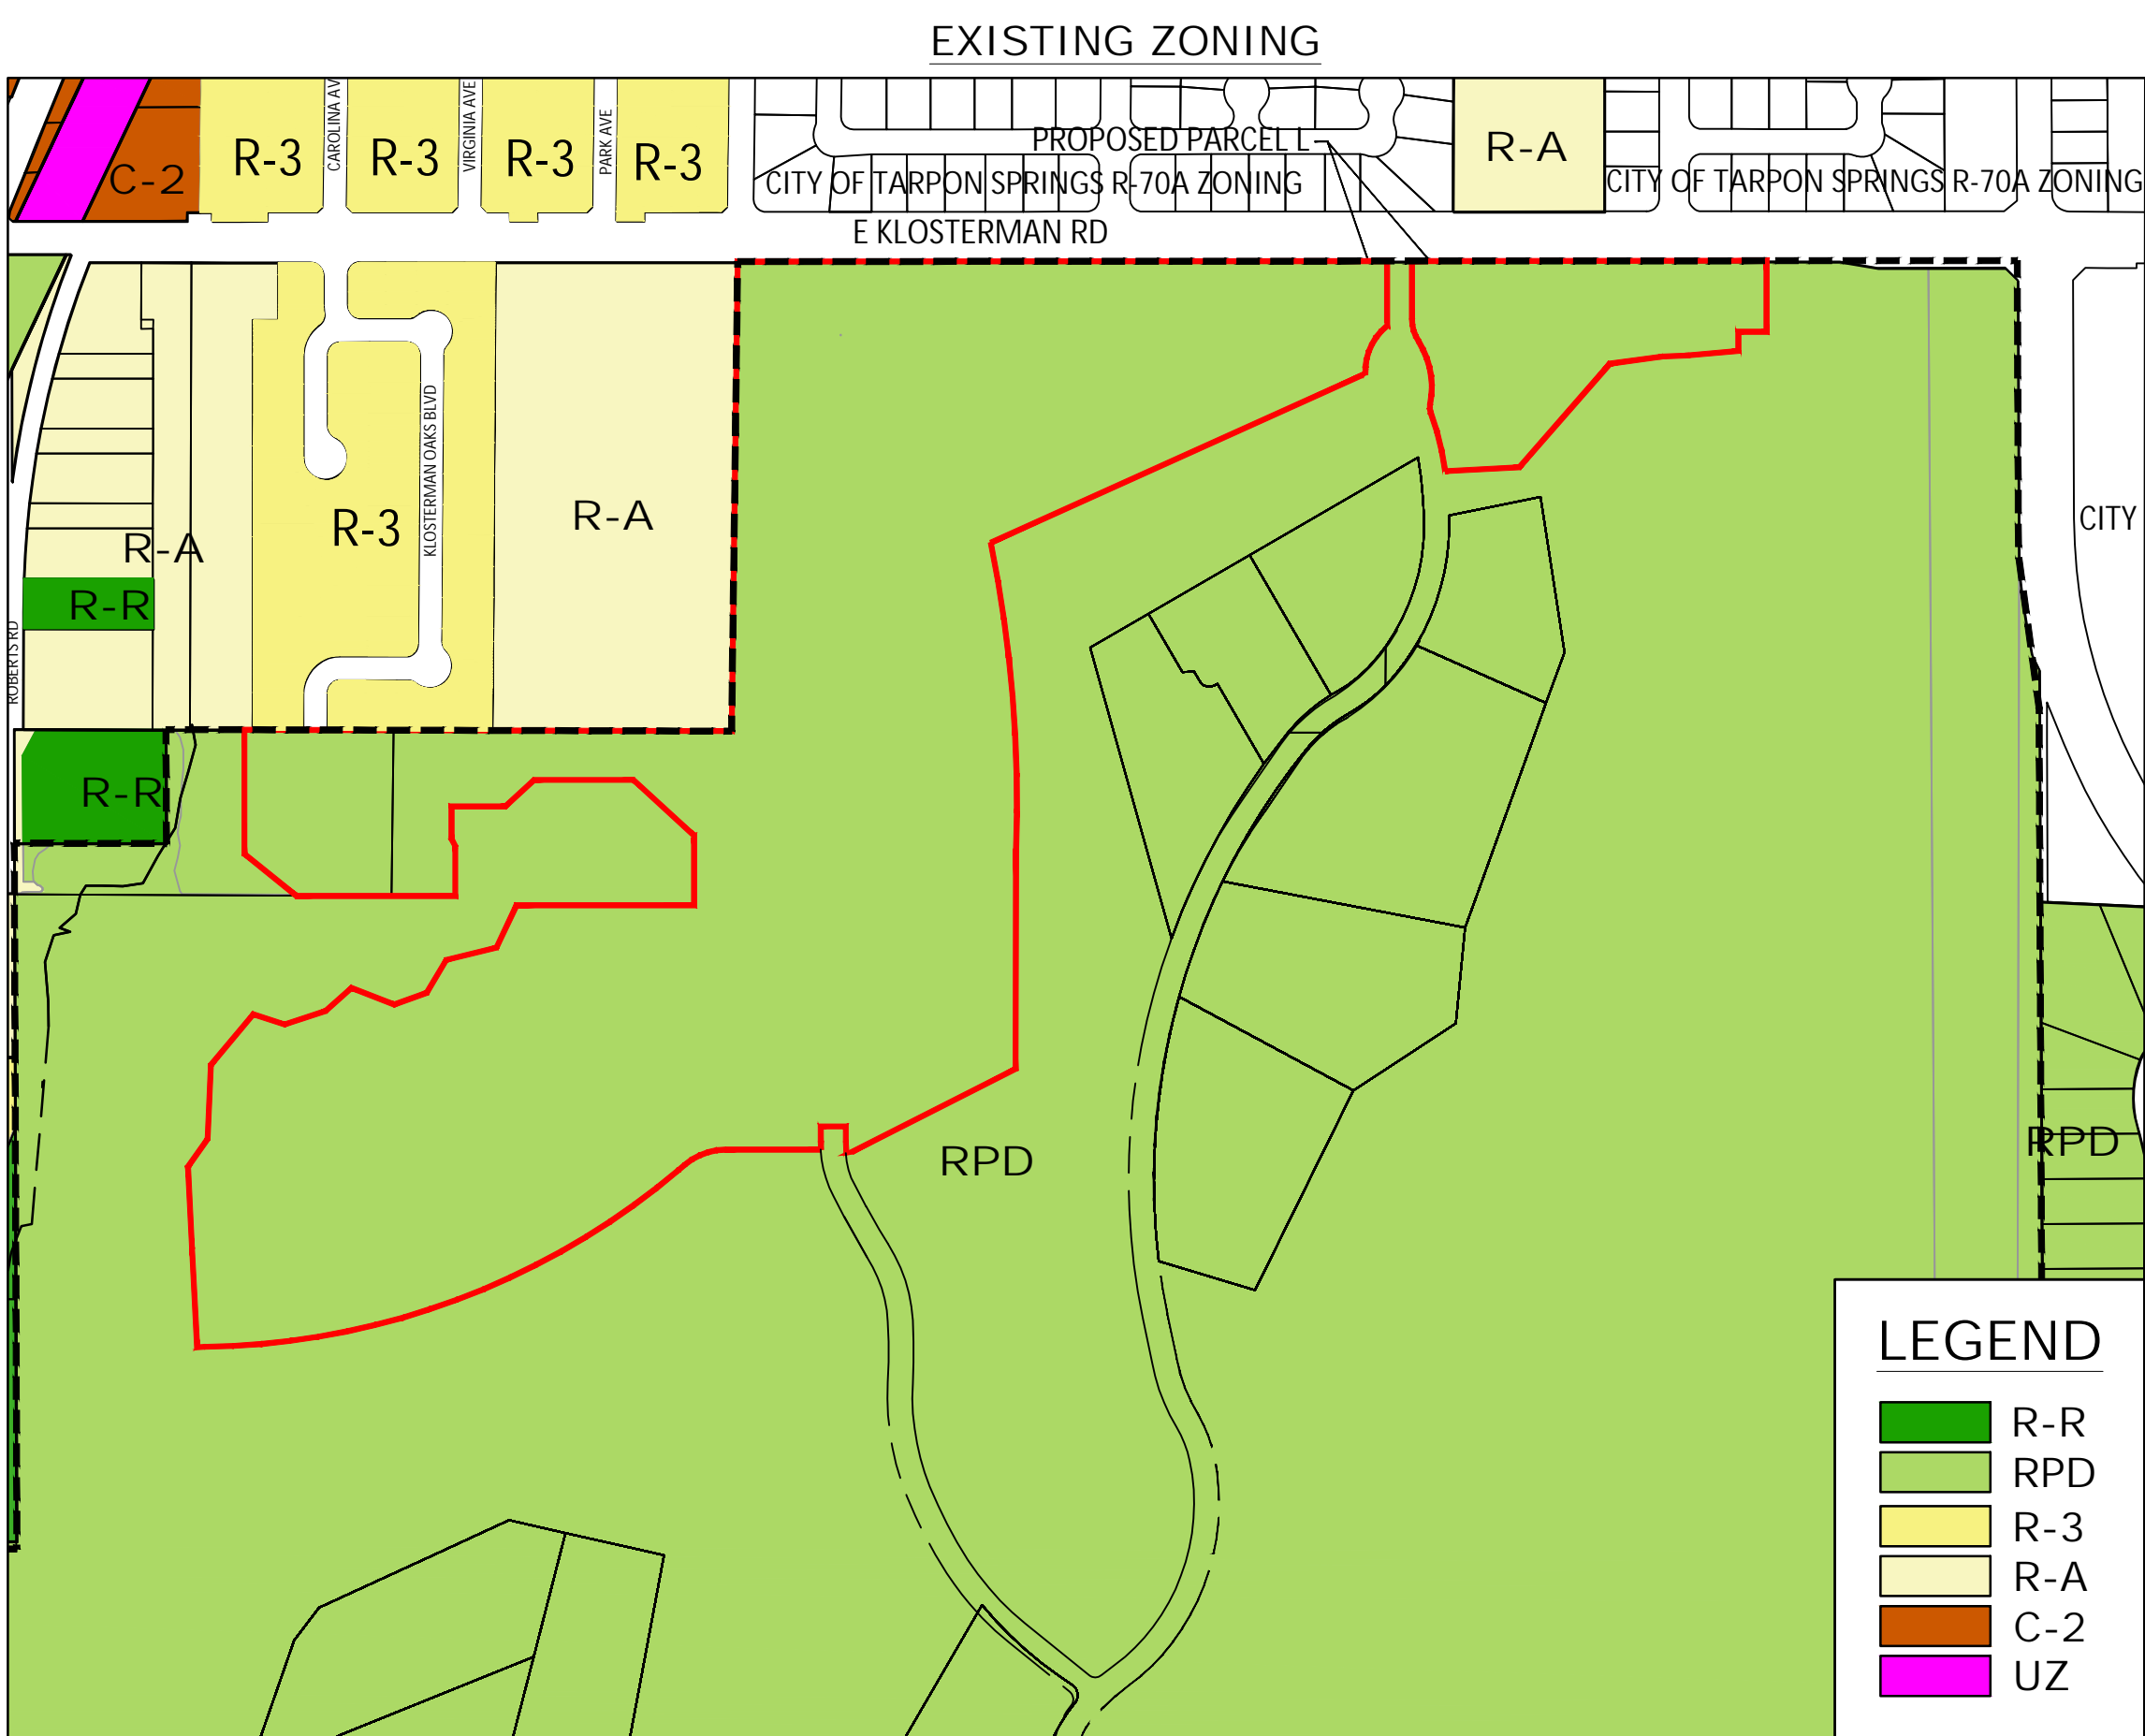 EXISTING ZONING
CAROLINA AV
VIRGINIA AVE
PARK AVE
C-2
R-3
R-3
R-3
R-3
PROPOSED PARCEL L
R-A
CITY OF TARPON SPRINGS R-70A ZONING
CITY OF TARPON SPRINGS R-70A ZONING
E KLOSTERMAN RD
KLOSTERMAN OAKS BLVD
R-3
R-A
CITY
R-A
R-R
ROBERTS RD
R-R
RPD
RPD
LEGEND
R-R
RPD
R-3
R-A
C-2
UZ